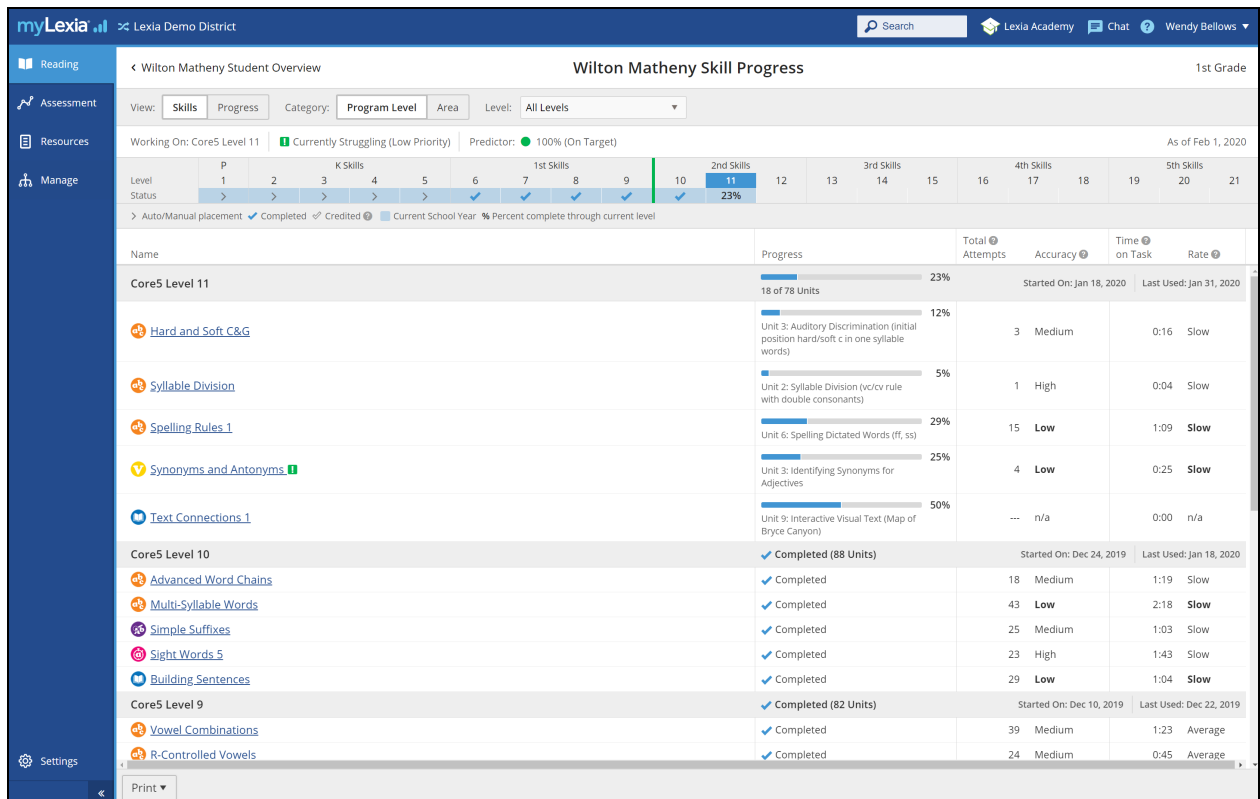 myLexia Lexia Demo District Search Lexia Academy Chat ? Wendy Bellows ▼
Reading
Assessment
Resources
Manage
Settings
«
‹ Wilton Matheny Student Overview Wilton Matheny Skill Progress 1st Grade
View: Skills Progress Category: Program Level Area Level: All Levels ▼
Working On: Core5 Level 11 ! Currently Struggling (Low Priority) Predictor: 100% (On Target) As of Feb 1, 2020
P K Skills 1st Skills 2nd Skills 3rd Skills 4th Skills 5th Skills
Level 1 2 3 4 5 6 7 8 9 10 11 12 13 14 15 16 17 18 19 20 21
Status > > > > > ✓ ✓ ✓ ✓ ✓ 23%
> Auto/Manual placement ✓ Completed ✓ Credited ? Current School Year % Percent complete through current level
Name Progress Total ? Attempts Accuracy ? Time ? on Task Rate ?
Core5 Level 11 23% Started On: Jan 18, 2020 Last Used: Jan 31, 2020
18 of 78 Units
abc Hard and Soft C&G 12% 3 Medium 0:16 Slow
Unit 3: Auditory Discrimination (initial
position hard/soft c in one syllable
words)
abc Syllable Division 5% 1 High 0:04 Slow
Unit 2: Syllable Division (vc/cv rule
with double consonants)
abc Spelling Rules 1 29% 15 Low 1:09 Slow
Unit 6: Spelling Dictated Words (ff, ss)
V Synonyms and Antonyms ! 25% 4 Low 0:25 Slow
Unit 3: Identifying Synonyms for
Adjectives
Text Connections 1 50% --- n/a 0:00 n/a
Unit 9: Interactive Visual Text (Map of
Bryce Canyon)
Core5 Level 10 ✓ Completed (88 Units) Started On: Dec 24, 2019 Last Used: Jan 18, 2020
abc Advanced Word Chains ✓ Completed 18 Medium 1:19 Slow
abc Multi-Syllable Words ✓ Completed 43 Low 2:18 Slow
Simple Suffixes ✓ Completed 25 Medium 1:03 Slow
Sight Words 5 ✓ Completed 23 High 1:43 Slow
Building Sentences ✓ Completed 29 Low 1:04 Slow
Core5 Level 9 ✓ Completed (82 Units) Started On: Dec 10, 2019 Last Used: Dec 22, 2019
abc Vowel Combinations ✓ Completed 39 Medium 1:23 Average
abc R-Controlled Vowels ✓ Completed 24 Medium 0:45 Average
Print ▼